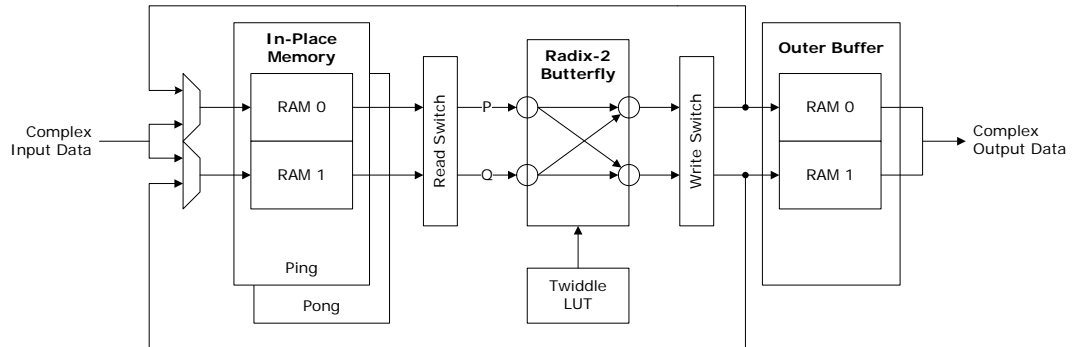 In-Place
Memory
RAM 0
RAM 1
Ping
Pong
Complex
Input Data
Read Switch
P
Q
Radix-2
Butterfly
Twiddle
LUT
Write Switch
Outer Buffer
RAM 0
RAM 1
Complex
Output Data